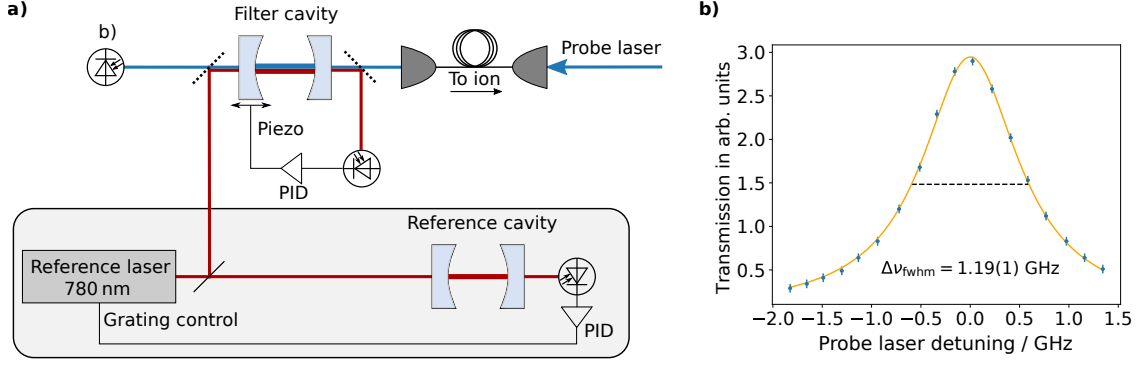 a)
Filter cavity
b)
Probe laser
To ion
Piezo
PID
Reference cavity
Reference laser
780 nm
Grating control
PID
b)
Transmission in arb. units
3.0
2.5
2.0
1.5
1.0
0.5
Δν_fwhm = 1.19(1) GHz
−2.0 −1.5 −1.0 −0.5 0.0 0.5 1.0 1.5
Probe laser detuning / GHz